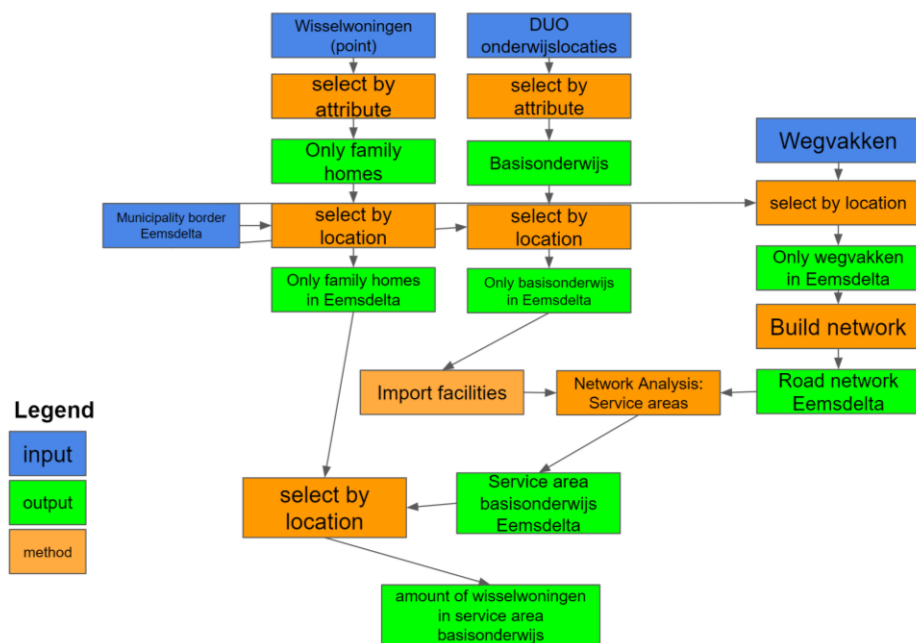 Wisselwoningen
(point)
DUO
onderwijslocaties
select by
attribute
select by
attribute
Only family
homes
Basisonderwijs
Wegvakken
Municipality border
Eemsdelta
select by
location
select by
location
select by location
Only family homes
in Eemsdelta
Only basisonderwijs
in Eemsdelta
Only wegvakken
in Eemsdelta
Build network
Import facilities
Network Analysis:
Service areas
Road network
Eemsdelta
Legend
input
output
method
select by
location
Service area
basisonderwijs
Eemsdelta
amount of wisselwoningen
in service area
basisonderwijs